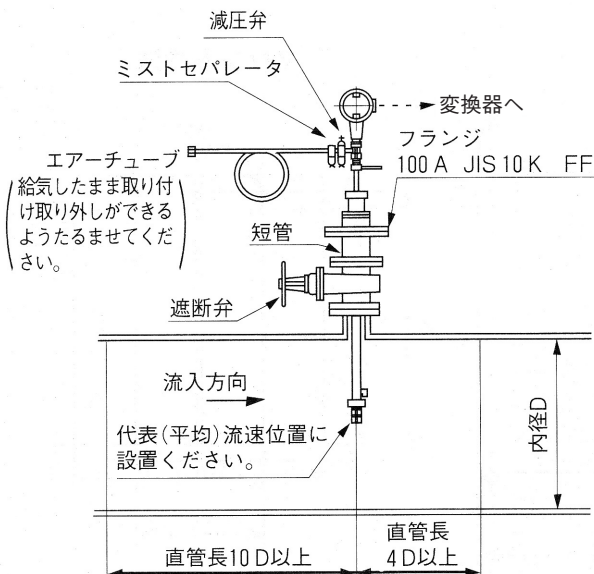 減圧弁
ミストセパレータ
変換器へ
フランジ
100A JIS10K FF
エアーチューブ
(給気したまま取り付
け取り外しができる
ようたるませてくだ
さい。)
短管
遮断弁
流入方向
代表(平均)流速位置に
設置ください。
内径D
直管長10D以上
直管長
4D以上